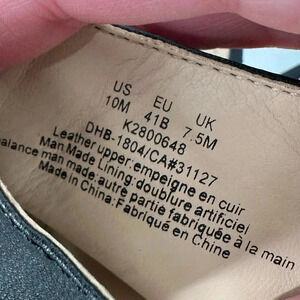 US EU UK
10M 41B 7.5M
K2800648
DHB-1804/CA#31127
Leather upper:empeigne en cuir
Man Made Lining:doublure artificiel
balance man made:autre partie fabriquée à la main
Made in China:Fabriqué en Chine